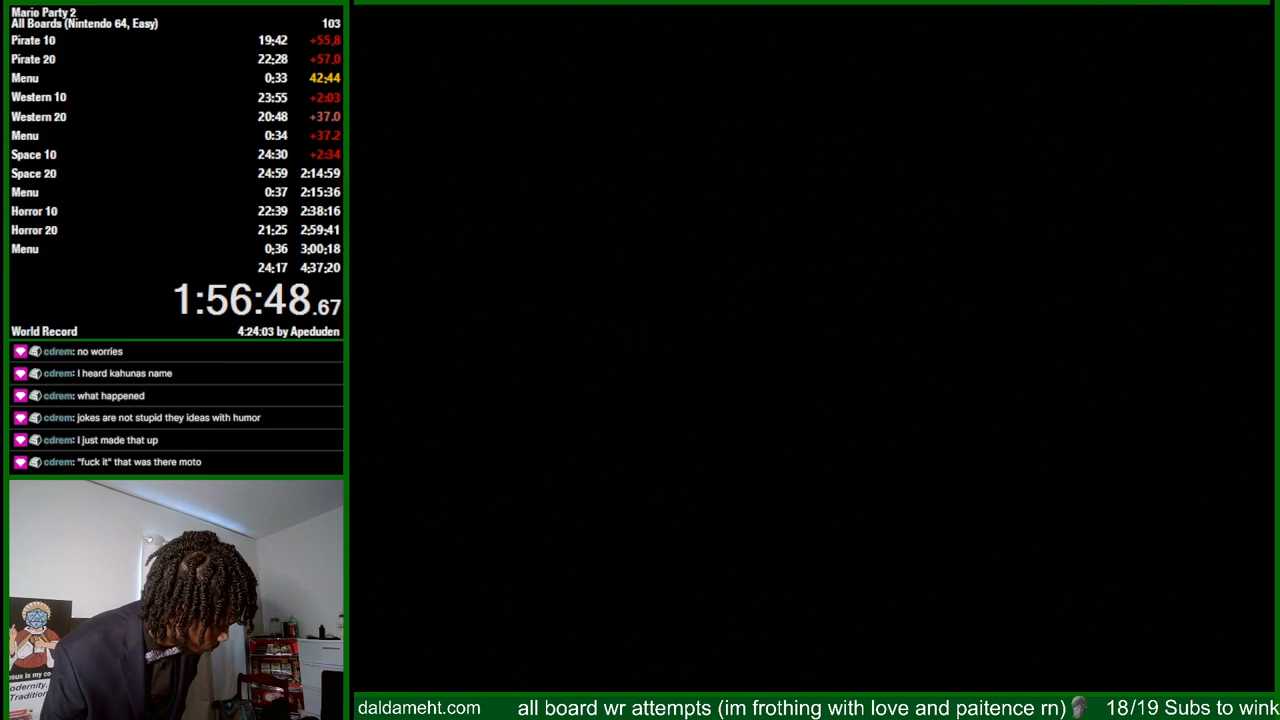 Mario Party 2
All Boards (Nintendo 64, Easy) 103
Pirate 10 19:42 +55.8
Pirate 20 22:28 +57.0
Menu 0:33 42:44
Western 10 23:55 +2:03
Western 20 20:48 +37.0
Menu 0:34 +37.2
Space 10 24:30 +2:34
Space 20 24:59 2:14:59
Menu 0:37 2:15:36
Horror 10 22:39 2:38:16
Horror 20 21:25 2:59:41
Menu 0:36 3:00:18
24:17 4:37:20
1:56:48.67
World Record 4:24:03 by Apeduden
cdrem: no worries
cdrem: I heard kahunas name
cdrem: what happened
cdrem: jokes are not stupid they ideas with humor
cdrem: I just made that up
cdrem: "fuck it" that was there moto
daldameht.com all board wr attempts (im frothing with love and paitence rn) 18/19 Subs to wink